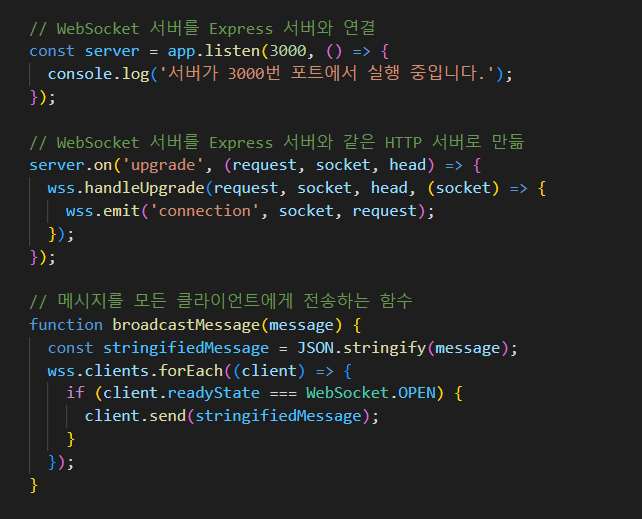 // WebSocket 서버를 Express 서버와 연결
const server = app.listen(3000, () => {
  console.log('서버가 3000번 포트에서 실행 중입니다.');
});

// WebSocket 서버를 Express 서버와 같은 HTTP 서버로 만듦
server.on('upgrade', (request, socket, head) => {
  wss.handleUpgrade(request, socket, head, (socket) => {
    wss.emit('connection', socket, request);
  });
});

// 메시지를 모든 클라이언트에게 전송하는 함수
function broadcastMessage(message) {
  const stringifiedMessage = JSON.stringify(message);
  wss.clients.forEach((client) => {
    if (client.readyState === WebSocket.OPEN) {
      client.send(stringifiedMessage);
    }
  });
}